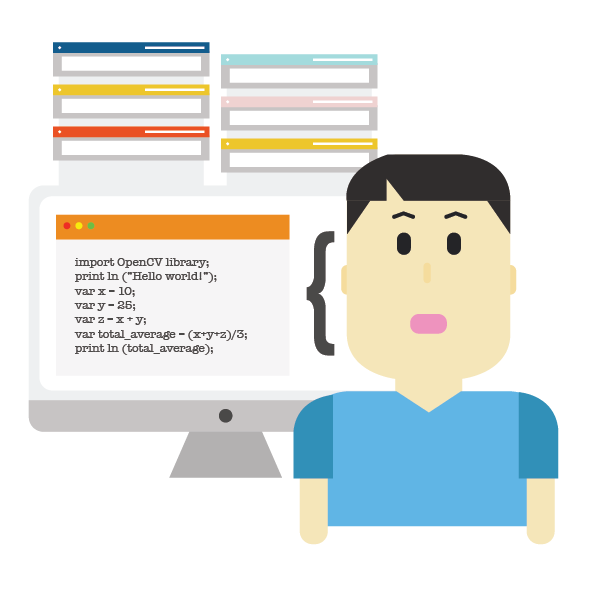 import OpenCV library;
print ln ("Hello world!");
var x = 10;
var y = 25;
var z = x + y;
var total_average = (x+y+z)/3;
print ln (total_average);
{